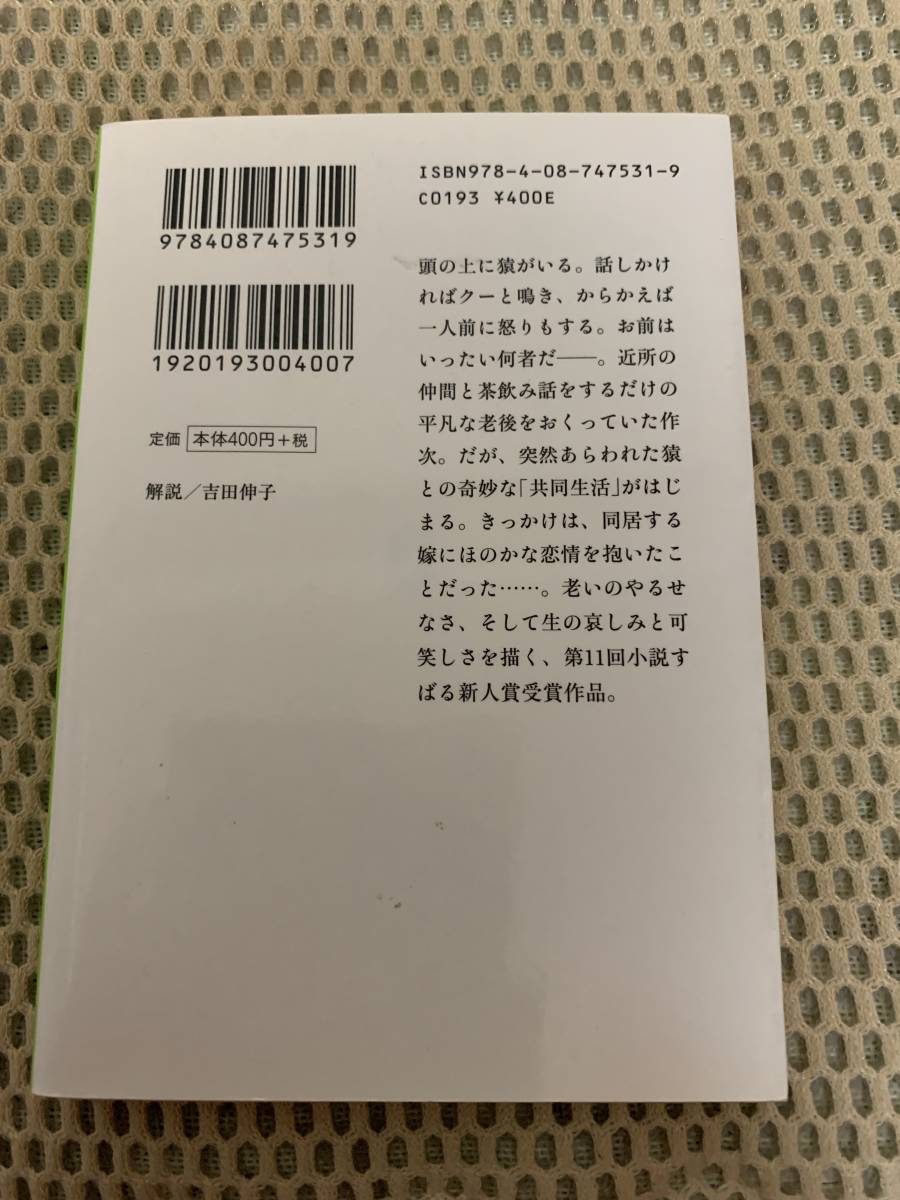 9784087475319
1920193004007
定価 本体400円+税
解説/吉田伸子
ISBN978-4-08-747531-9
C0193 ¥400E
頭の上に猿がいる。話しかけ
ればクーと鳴き、からかえば
一人前に怒りもする。お前は
いったい何者だ――。近所の
仲間と茶飲み話をするだけの
平凡な老後をおくっていた作
次。だが、突然あらわれた猿
との奇妙な「共同生活」がはじ
まる。きっかけは、同居する
嫁にほのかな恋情を抱いたこ
とだった……。老いのやるせ
なさ、そして生の哀しみと可
笑しさを描く、第11回小説す
ばる新人賞受賞作品。